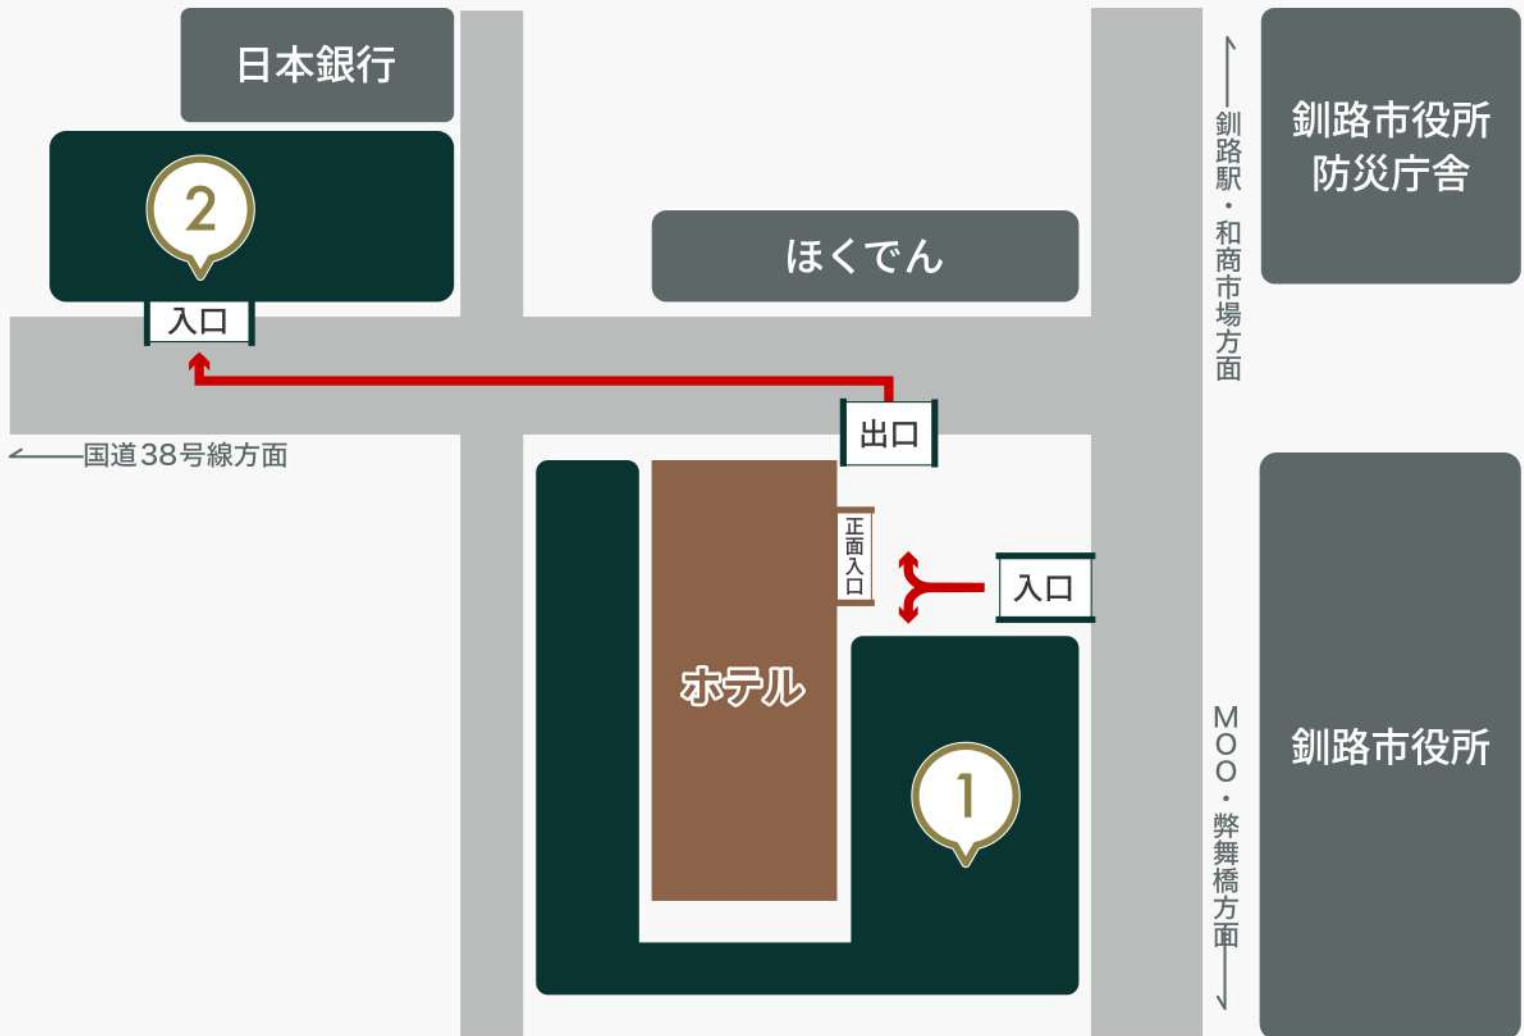 日本銀行
釧路市役所
防災庁舎
2
ほくでん
釧路駅・和商市場方面
入口
出口
国道38号線方面
正面入口
入口
ホテル
1
MOO・弊舞橋方面
釧路市役所